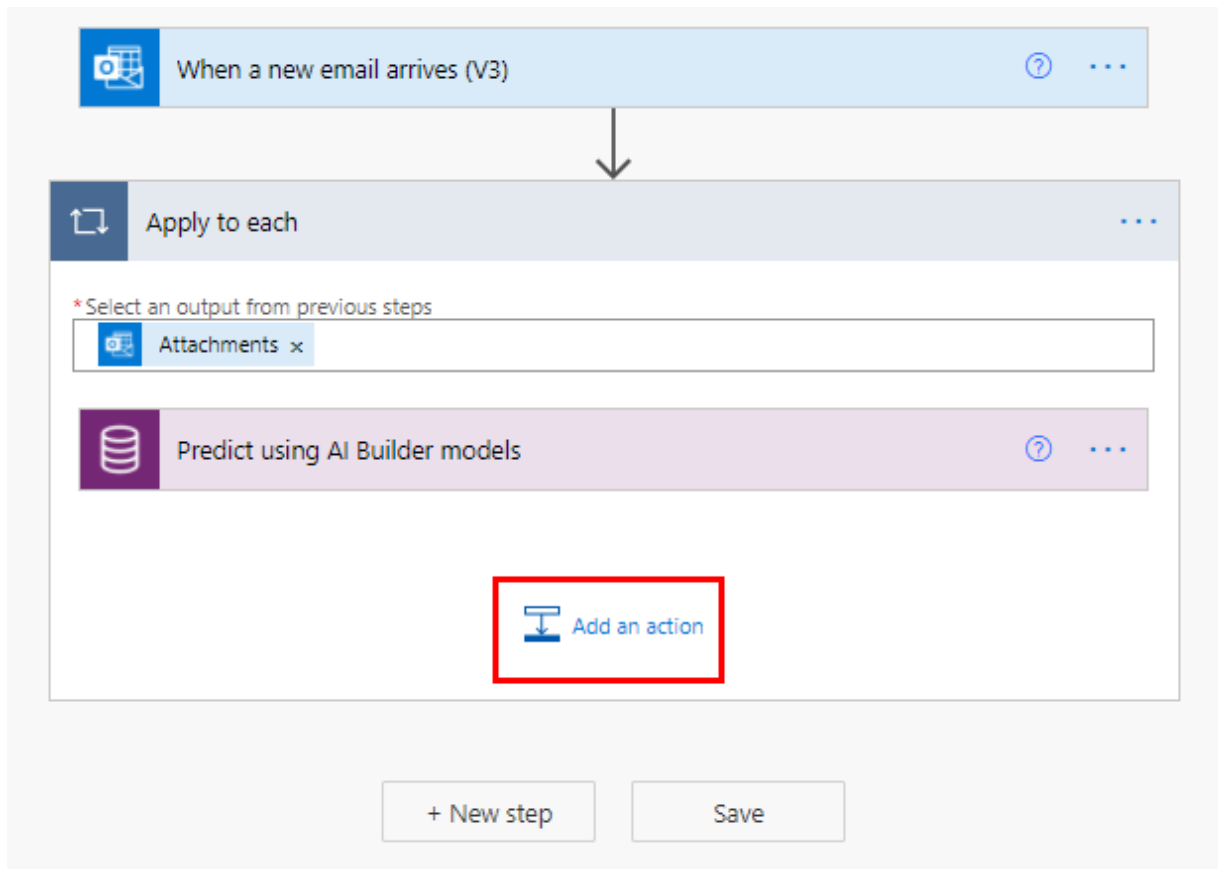 When a new email arrives (V3)
Apply to each
*Select an output from previous steps
Attachments ×
Predict using AI Builder models
Add an action
+ New step
Save